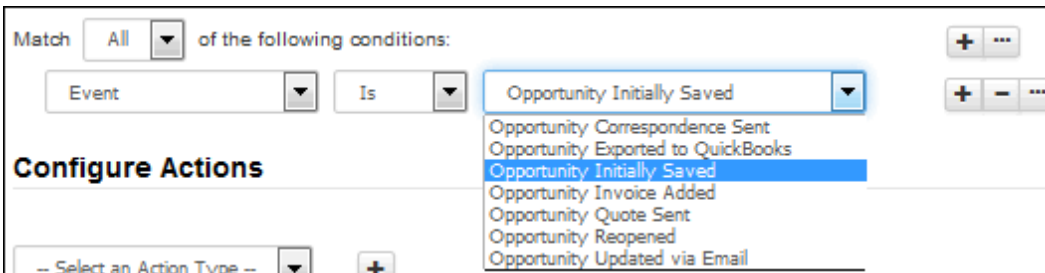 Match All of the following conditions: + ...
Event Is Opportunity Initially Saved + - ...
Opportunity Correspondence Sent
Opportunity Exported to QuickBooks
Opportunity Initially Saved
Opportunity Invoice Added
Opportunity Quote Sent
Opportunity Reopened
Opportunity Updated via Email
Configure Actions
-- Select an Action Type -- +